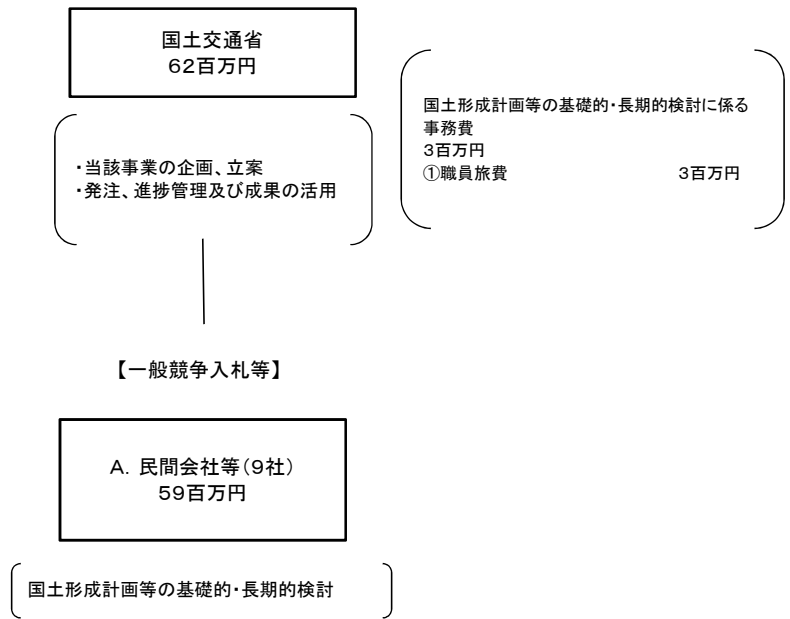 国土交通省
６２百万円
国土形成計画等の基礎的・長期的検討に係る
事務費
３百万円
①職員旅費　３百万円
・当該事業の企画、立案
・発注、進捗管理及び成果の活用
【一般競争入札等】
A．民間会社等（９社）
５９百万円
国土形成計画等の基礎的・長期的検討